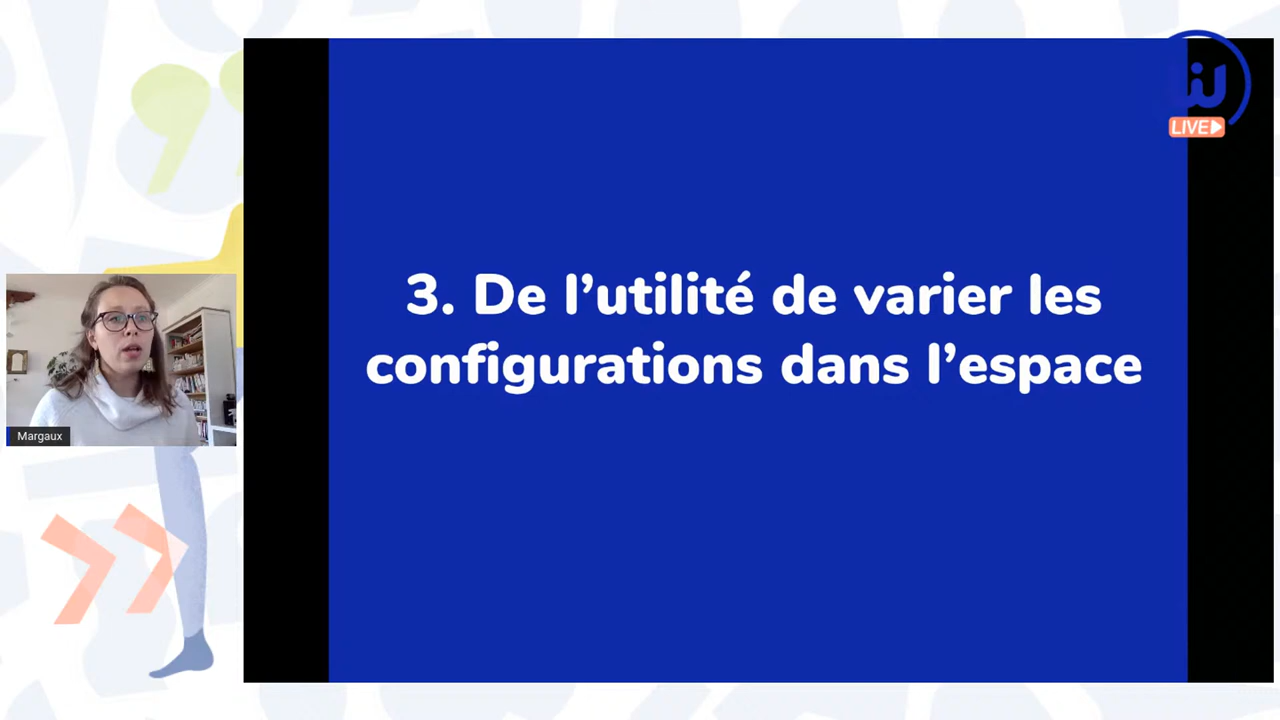 LIVE
3. De l’utilité de varier les
configurations dans l’espace
Margaux